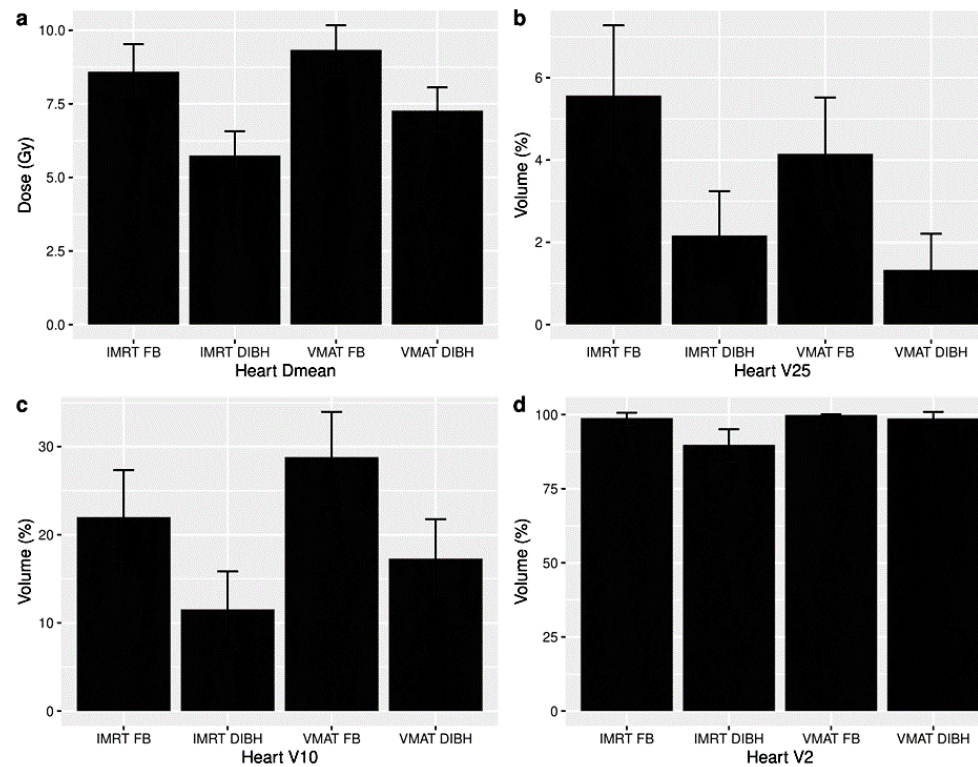 a
Dose (Gy)
10.0
7.5
5.0
2.5
0.0
IMRT FB IMRT DIBH VMAT FB VMAT DIBH
Heart Dmean
b
Volume (%)
6
4
2
0
IMRT FB IMRT DIBH VMAT FB VMAT DIBH
Heart V25
c
Volume (%)
30
20
10
0
IMRT FB IMRT DIBH VMAT FB VMAT DIBH
Heart V10
d
Volume (%)
100
75
50
25
0
IMRT FB IMRT DIBH VMAT FB VMAT DIBH
Heart V2